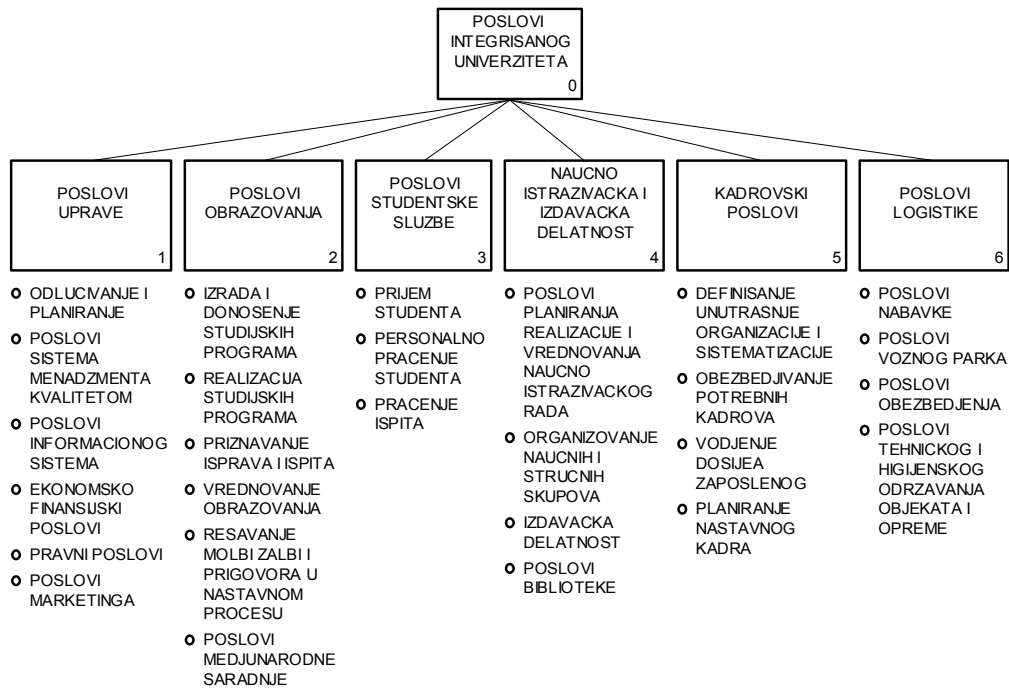 POSLOVI
INTEGRISANOG
UNIVERZITETA
0
POSLOVI
UPRAVE
1
ODLUCIVANJE I
PLANIRANJE
POSLOVI
SISTEMA
MENADZMENTA
KVALITETOM
POSLOVI
INFORMACIONOG
SISTEMA
EKONOMSKO
FINANSIJSKI
POSLOVI
PRAVNI POSLOVI
POSLOVI
MARKETINGA
POSLOVI
OBRAZOVANJA
2
IZRADA I
DONOSENJE
STUDIJSKIH
PROGRAMA
REALIZACIJA
STUDIJSKIH
PROGRAMA
PRIZNAVANJE
ISPRAVA I ISPITA
VREDNOVANJE
OBRAZOVANJA
RESAVANJE
MOLBI ZALBI I
PRIGOVORA U
NASTAVNOM
PROCESU
POSLOVI
MEDJUNARODNE
SARADNJE
POSLOVI
STUDENTSKE
SLUZBE
3
PRIJEM
STUDENTA
PERSONALNO
PRACENJE
STUDENTA
PRACENJE
ISPITA
NAUCNO
ISTRAZIVACKA I
IZDAVACKA
DELATNOST
4
POSLOVI
PLANIRANJA
REALIZACIJE I
VREDNOVANJA
NAUCNO
ISTRAZIVACKOG
RADA
ORGANIZOVANJE
NAUCNIH I
STRUCNIH
SKUPOVA
IZDAVACKA
DELATNOST
POSLOVI
BIBLIOTEKE
KADROVSKI
POSLOVI
5
DEFINISANJE
UNUTRASNJE
ORGANIZACIJE I
SISTEMATIZACIJE
OBEZBEDJIVANJE
POTREBNIH
KADROVA
VODJENJE
DOSIJEA
ZAPOSLENOG
PLANIRANJE
NASTAVNOG
KADRA
POSLOVI
LOGISTIKE
6
POSLOVI
NABAVKE
POSLOVI
VOZNOG PARKA
POSLOVI
OBEZBEDJENJA
POSLOVI
TEHNICKOG I
HIGIJENSKOG
ODRZAVANJA
OBJEKATA I
OPREME